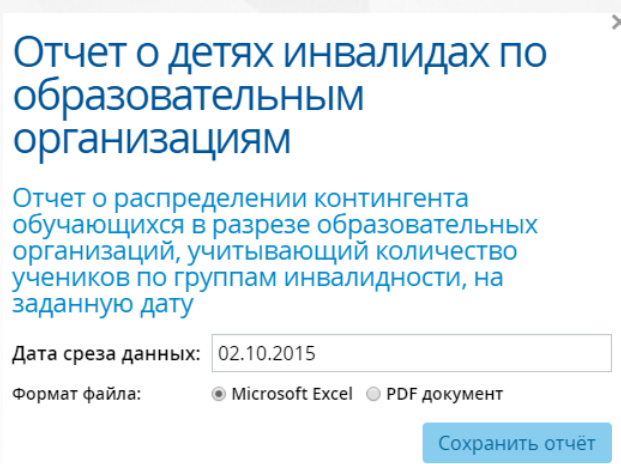 Отчет о детях инвалидах по
образовательным
организациям
Отчет о распределении контингента
обучающихся в разрезе образовательных
организаций, учитывающий количество
учеников по группам инвалидности, на
заданную дату
Дата среза данных: 02.10.2015
Формат файла: Microsoft Excel PDF документ
Сохранить отчёт